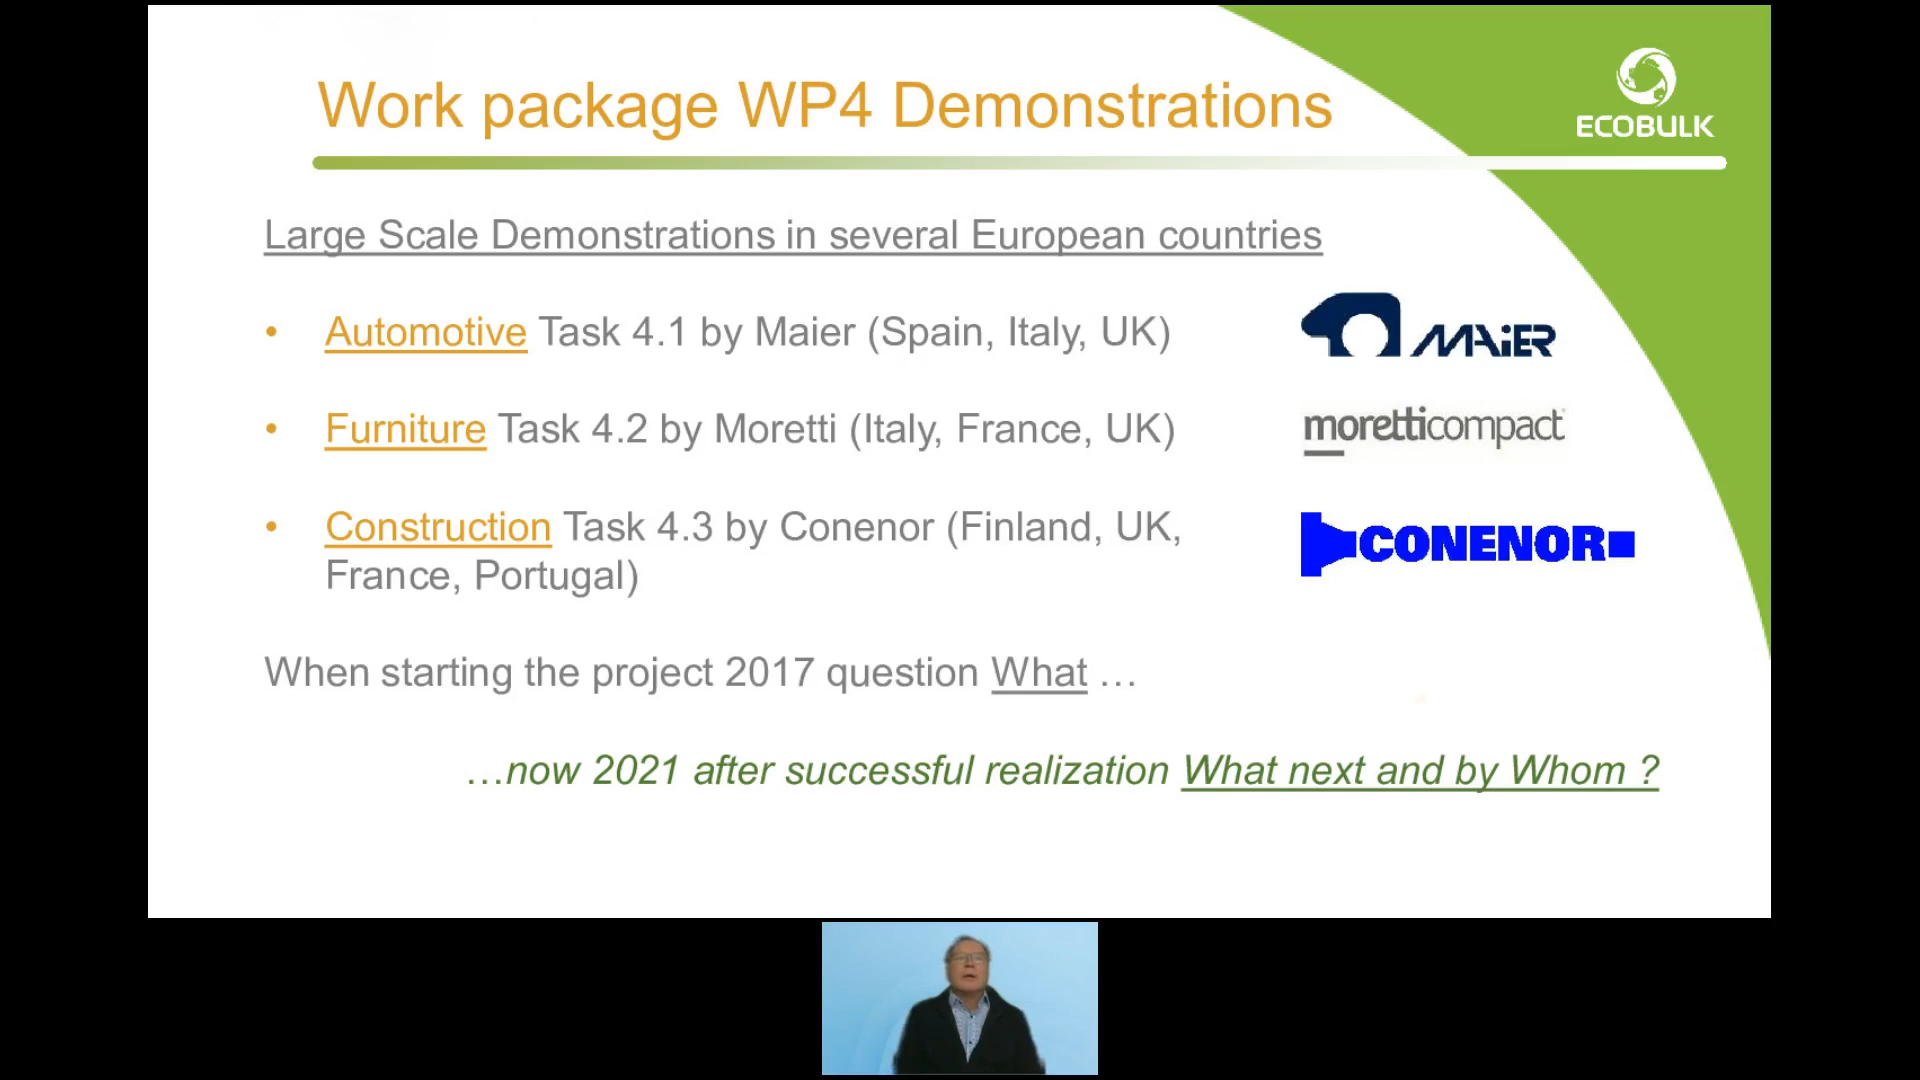 Work package WP4 Demonstrations
ECOBULK
Large Scale Demonstrations in several European countries
• Automotive Task 4.1 by Maier (Spain, Italy, UK)
MAIER
• Furniture Task 4.2 by Moretti (Italy, France, UK)
moretticompact
• Construction Task 4.3 by Conenor (Finland, UK,
France, Portugal)
CONENOR
When starting the project 2017 question What …
…now 2021 after successful realization What next and by Whom ?